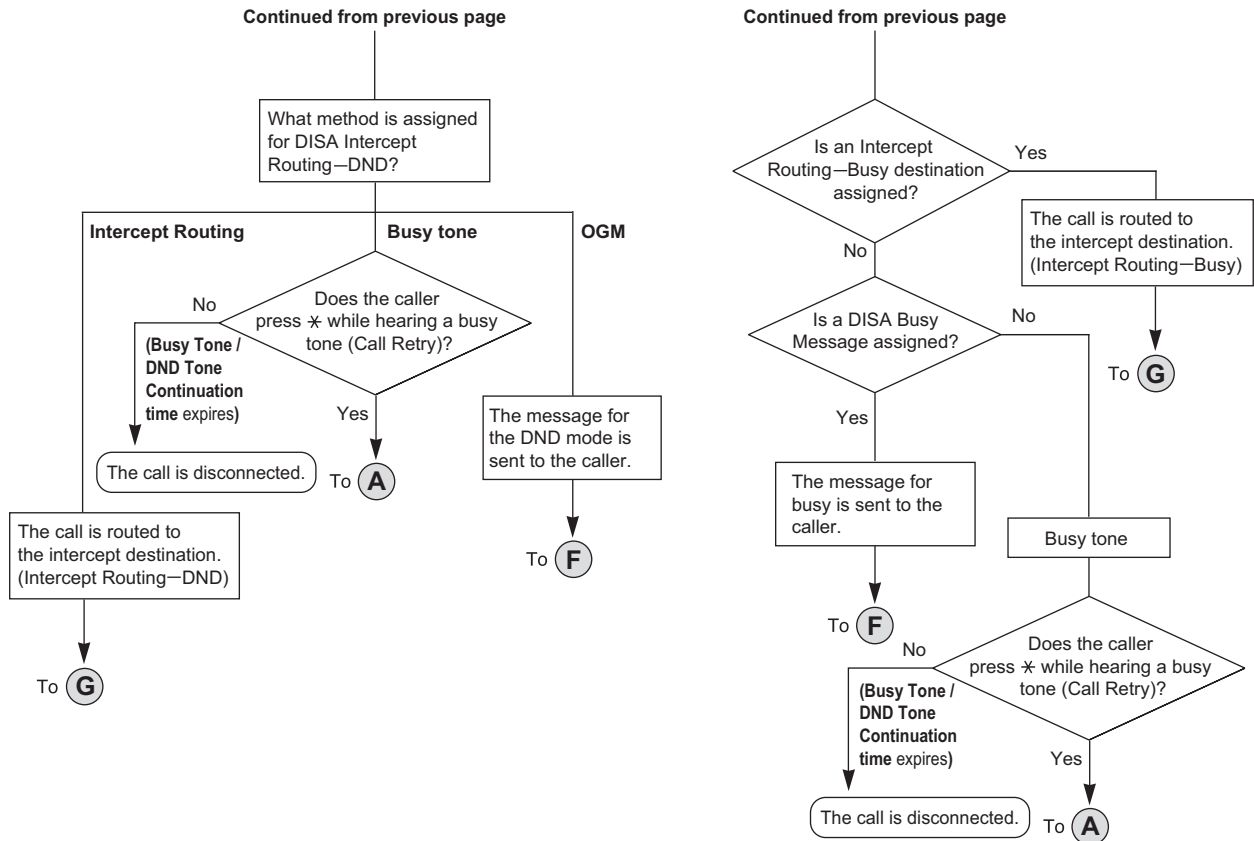 Continued from previous page
What method is assigned
for DISA Intercept
Routing—DND?
Intercept Routing
Busy tone
OGM
No
Does the caller
press * while hearing a busy
tone (Call Retry)?
(Busy Tone /
DND Tone
Continuation
time expires)
Yes
The call is disconnected.
To A
The message for
the DND mode is
sent to the caller.
To F
The call is routed to
the intercept destination.
(Intercept Routing—DND)
To G
Continued from previous page
Is an Intercept
Routing—Busy destination
assigned?
Yes
The call is routed to
the intercept destination.
(Intercept Routing—Busy)
To G
No
Is a DISA Busy
Message assigned?
No
Yes
The message for
busy is sent to the
caller.
To F
Busy tone
Does the caller
press * while hearing a busy
tone (Call Retry)?
No
(Busy Tone /
DND Tone
Continuation
time expires)
The call is disconnected.
Yes
To A